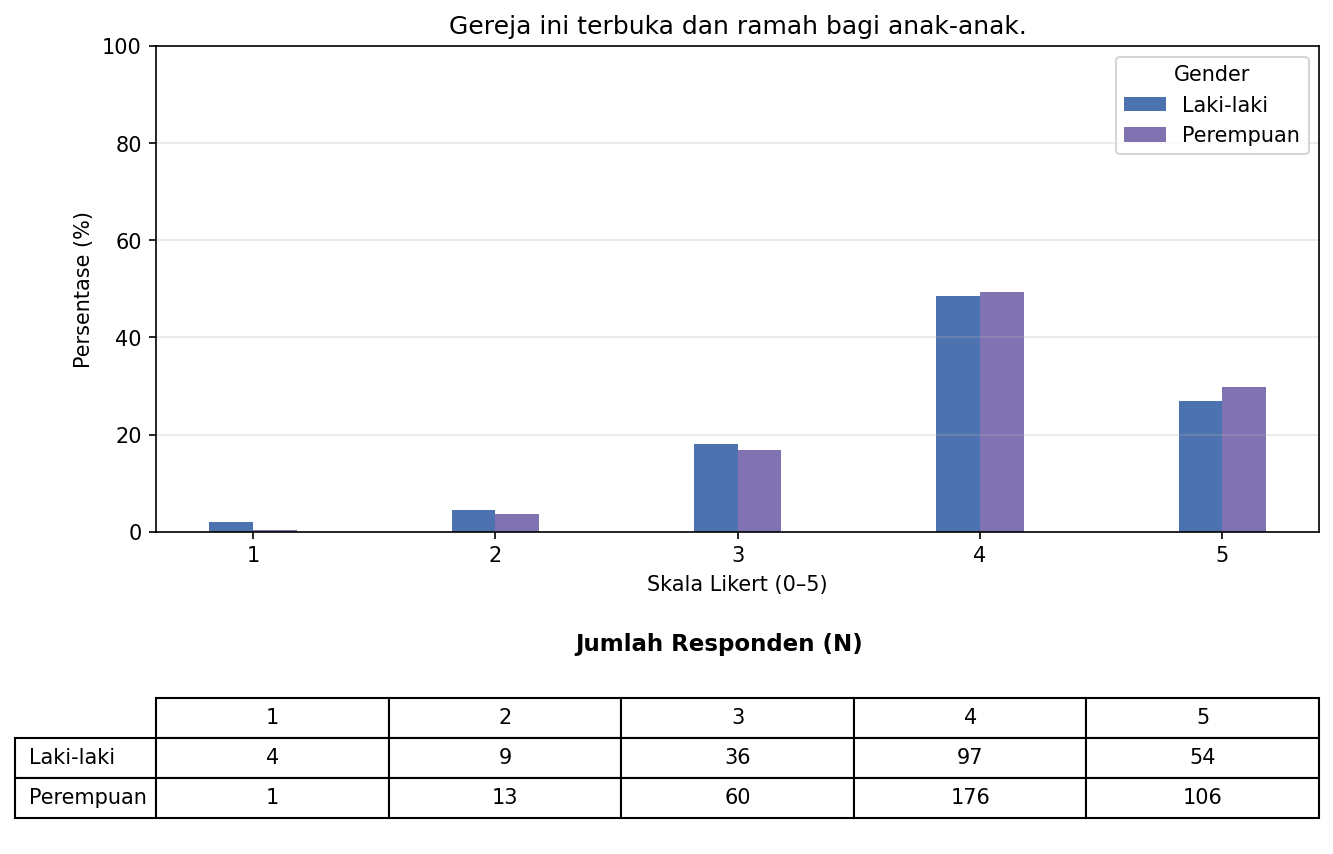 Gereja ini terbuka dan ramah bagi anak-anak.
100
80
60
40
20
0
Persentase (%)
Gender
Laki-laki
Perempuan
1 2 3 4 5
Skala Likert (0–5)
Jumlah Responden (N)
1 2 3 4 5
Laki-laki 4 9 36 97 54
Perempuan 1 13 60 176 106